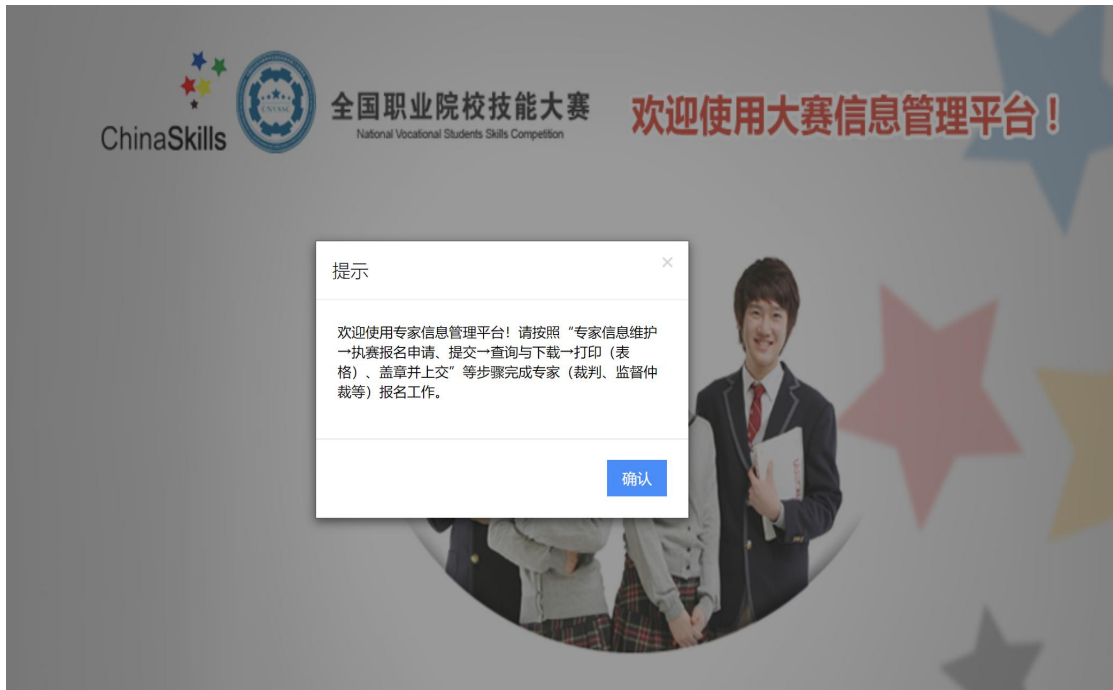 ChinaSkills
全国职业院校技能大赛
National Vocational Students Skills Competition
欢迎使用大赛信息管理平台！
提示
×
欢迎使用专家信息管理平台！请按照“专家信息维护
→执赛报名申请、提交→查询与下载→打印（表
格）、盖章并上交”等步骤完成专家（裁判、监督仲
裁等）报名工作。
确认